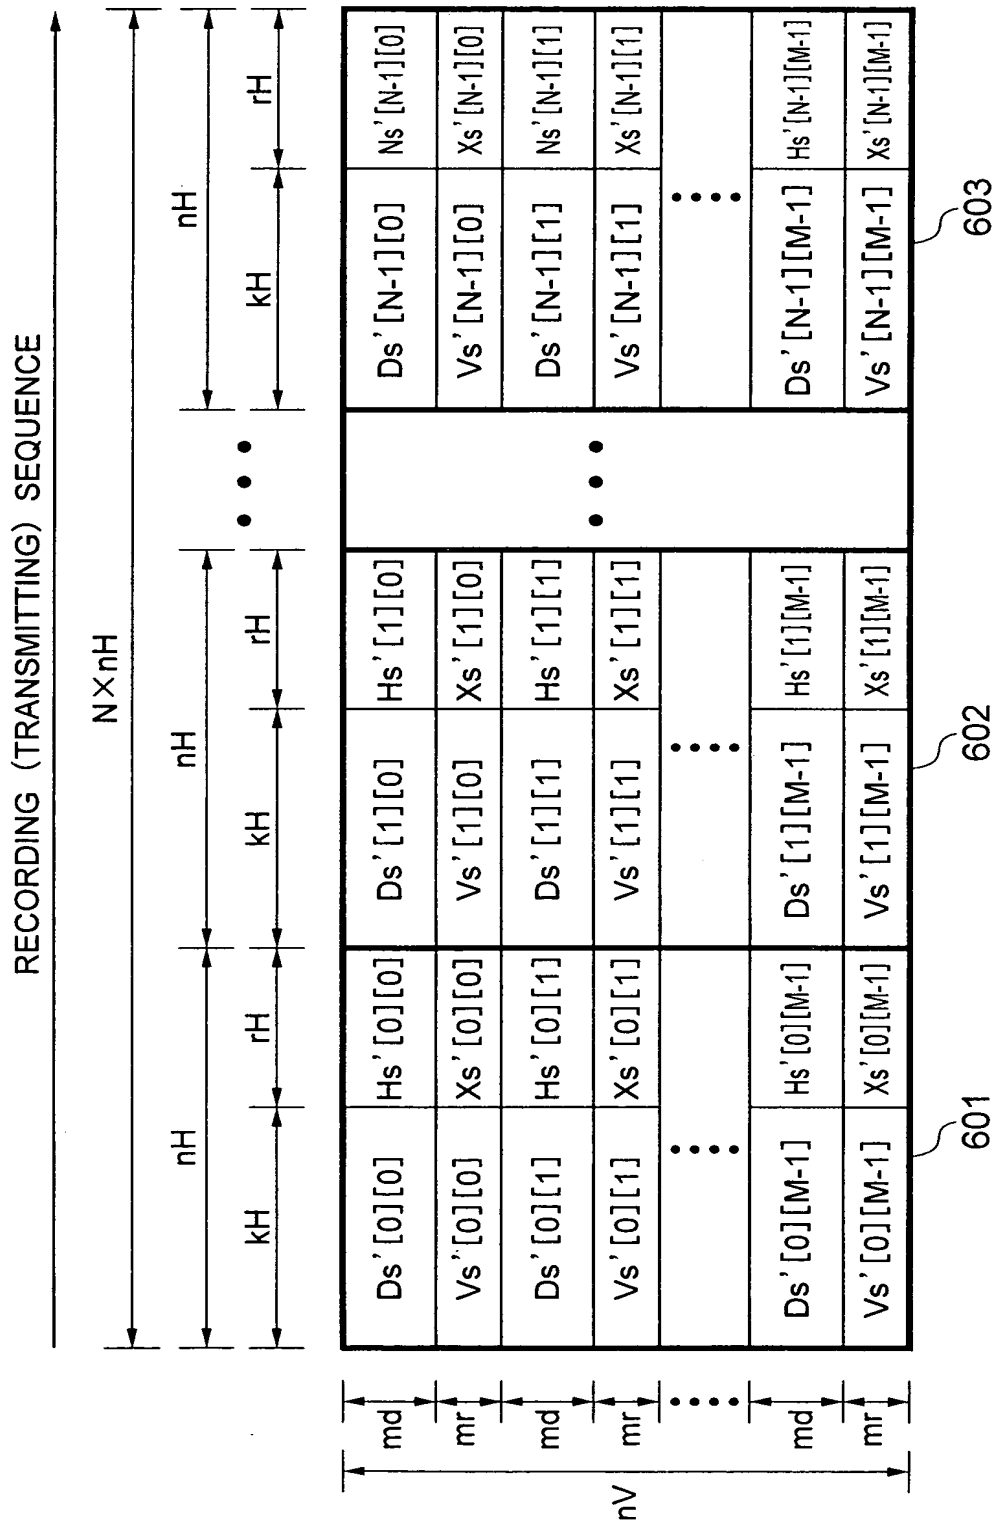 RECORDING (TRANSMITTING) SEQUENCE
N×nH
nH nH nH
kH rH kH rH kH rH
md Ds'[0][0] Hs'[0][0] Ds'[1][0] Hs'[1][0] Ds'[N-1][0] Ns'[N-1][0]
mr Vs'[0][0] Xs'[0][0] Vs'[1][0] Xs'[1][0] Vs'[N-1][0] Xs'[N-1][0]
md Ds'[0][1] Hs'[0][1] Ds'[1][1] Hs'[1][1] Ds'[N-1][1] Ns'[N-1][1]
mr Vs'[0][1] Xs'[0][1] Vs'[1][1] Xs'[1][1] Vs'[N-1][1] Xs'[N-1][1]
nV
md Ds'[0][M-1] Hs'[0][M-1] Ds'[1][M-1] Hs'[1][M-1] Ds'[N-1][M-1] Hs'[N-1][M-1]
mr Vs'[0][M-1] Xs'[0][M-1] Vs'[1][M-1] Xs'[1][M-1] Vs'[N-1][M-1] Xs'[N-1][M-1]
601 602 603